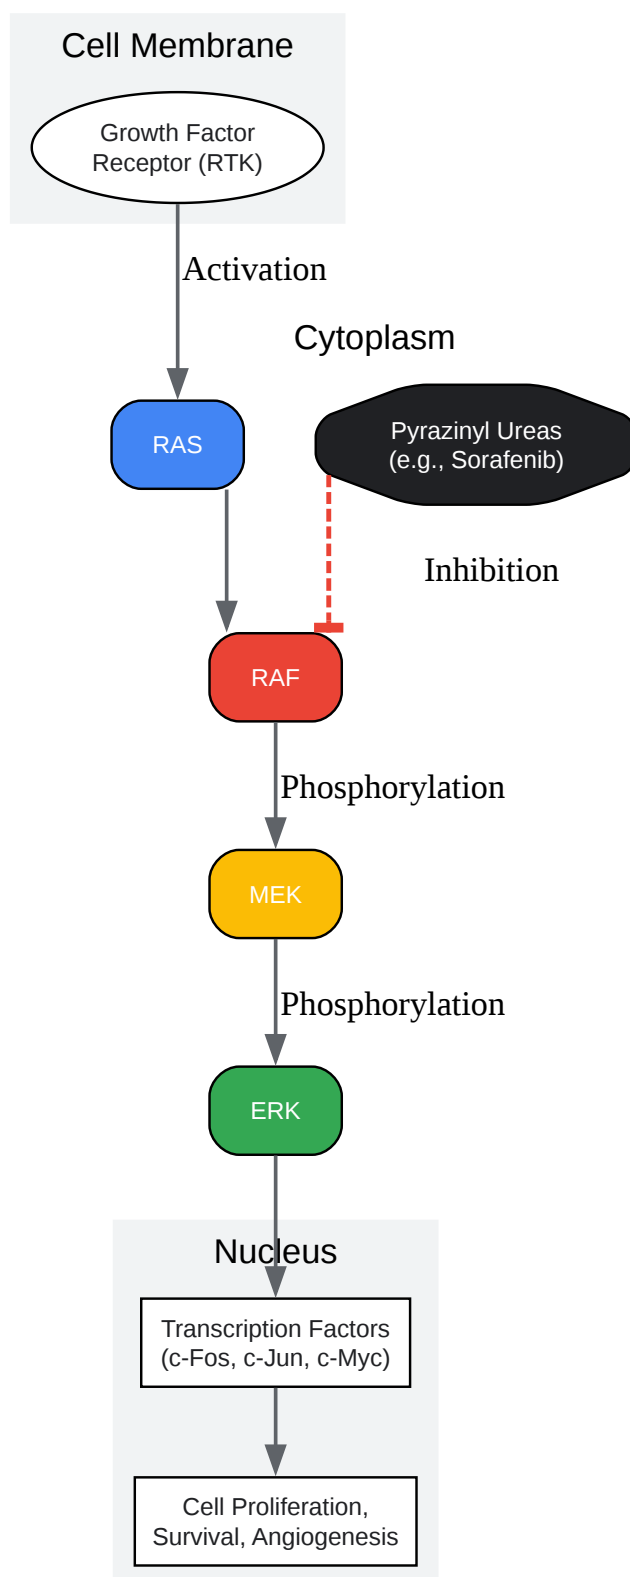 Cell Membrane
Growth Factor
Receptor (RTK)
Activation
Cytoplasm
RAS
Pyrazinyl Ureas
(e.g., Sorafenib)
Inhibition
RAF
Phosphorylation
MEK
Phosphorylation
ERK
Nucleus
Transcription Factors
(c-Fos, c-Jun, c-Myc)
Cell Proliferation,
Survival, Angiogenesis